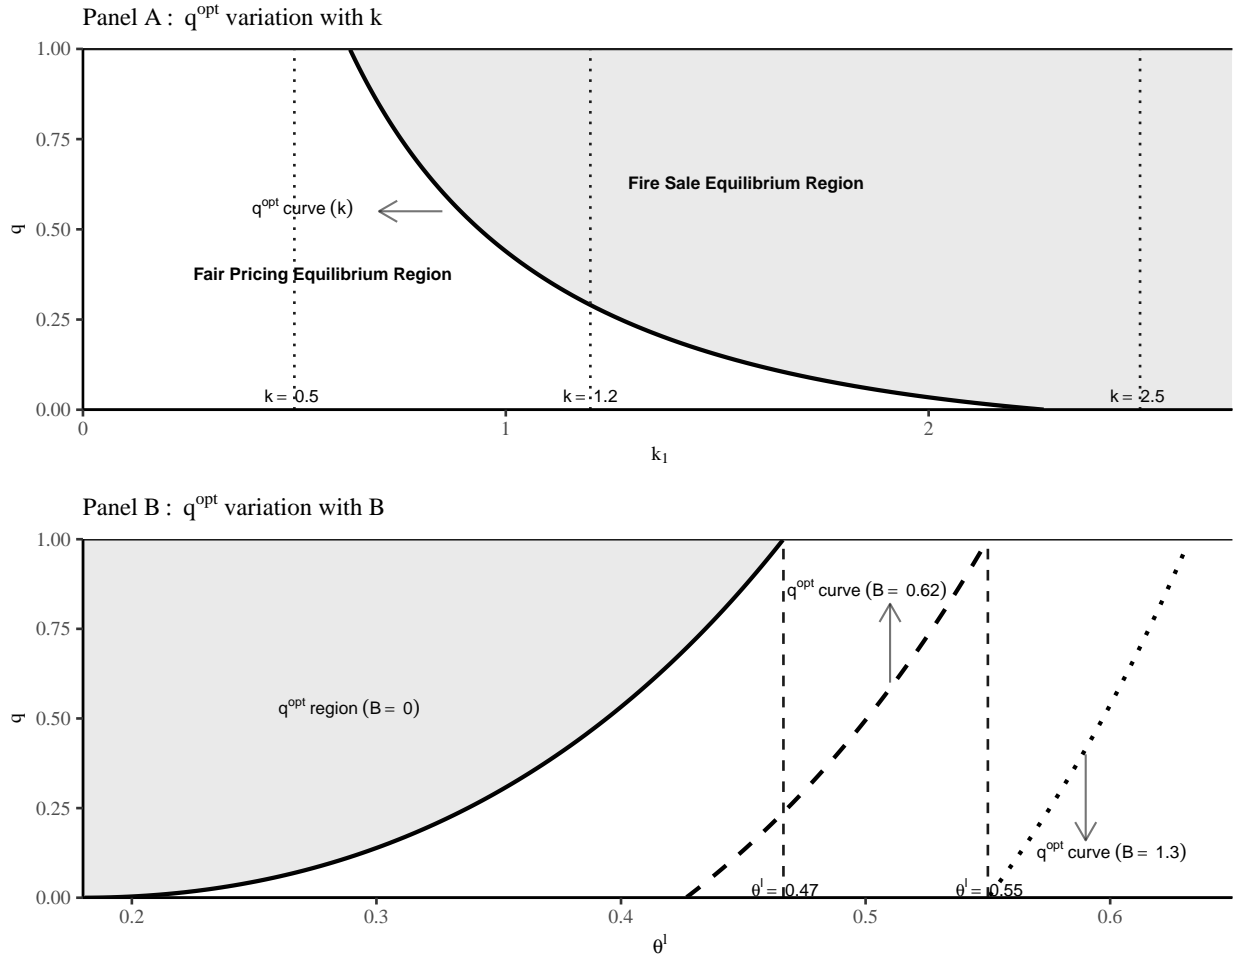 Panel A : q^opt variation with k
1.00
0.75
Fire Sale Equilibrium Region
q^opt curve (k)
0.50
q
Fair Pricing Equilibrium Region
0.25
k = 0.5
k = 1.2
k = 2.5
0.00
0
1
2
k₁
Panel B : q^opt variation with B
1.00
q^opt curve (B = 0.62)
0.75
q^opt region (B = 0)
0.50
q
0.25
q^opt curve (B = 1.3)
θ^l = 0.47
θ^l = 0.55
0.00
0.2
0.3
0.4
0.5
0.6
θ^l